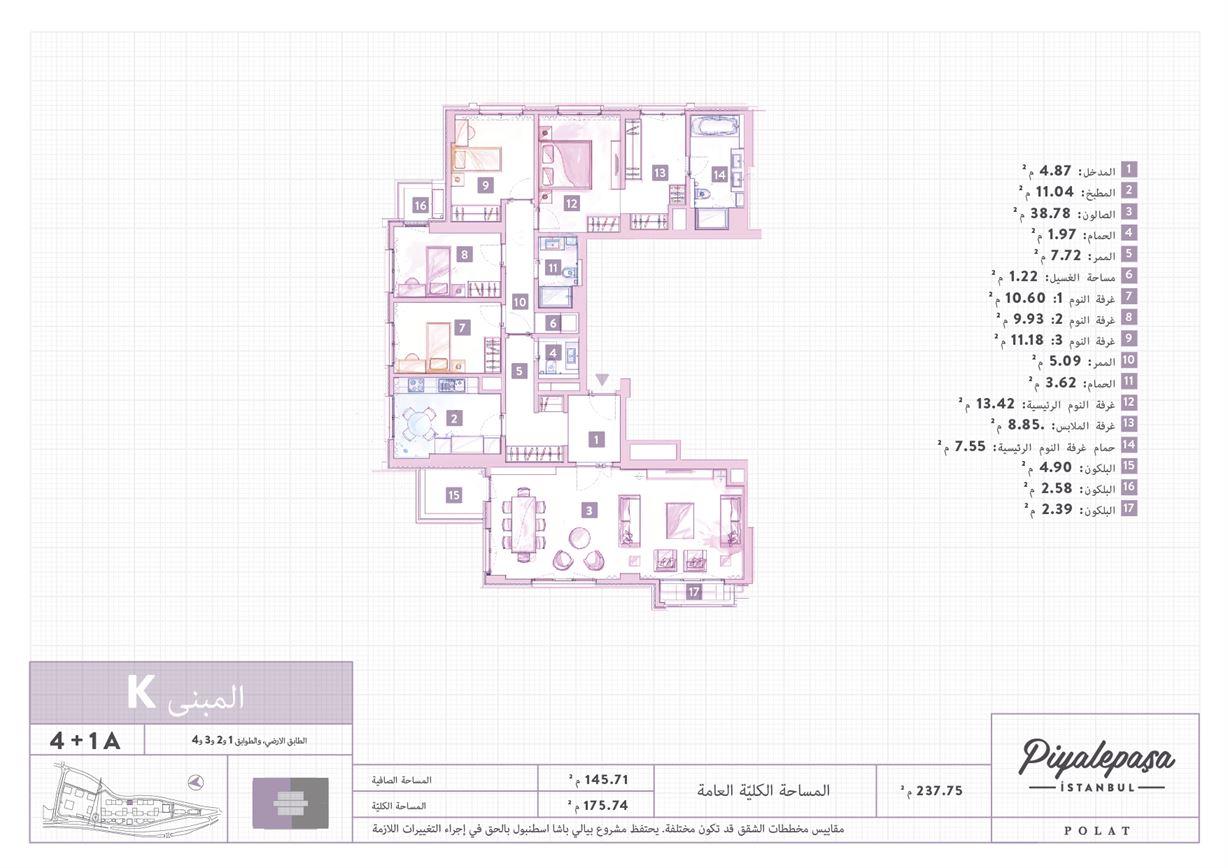 1 المدخل: 4.87 م²
2 المطبخ: 11.04 م²
3 الصالون: 38.78 م²
4 الحمام: 1.97 م²
5 الممر: 7.72 م²
6 مساحة الغسيل: 1.22 م²
7 غرفة النوم 1: 10.60 م²
8 غرفة النوم 2: 9.93 م²
9 غرفة النوم 3: 11.18 م²
10 الممر: 5.09 م²
11 الحمام: 3.62 م²
12 غرفة النوم الرئيسية: 13.42 م²
13 غرفة الملابس: 8.85. م²
14 حمام غرفة النوم الرئيسية: 7.55 م²
15 البلكون: 4.90 م²
16 البلكون: 2.58 م²
17 البلكون: 2.39 م²
9
12
13
14
16
8
11
10
7
6
4
5
2
1
15
3
17
المبنى K
4+1A
الطابق الارضي، والطوابق 1 و2 و3 و4
المساحة الصافية
145.71 م²
المساحة الكليّة
175.74 م²
المساحة الكليّة العامة
237.75 م²
مقاييس مخططات الشقق قد تكون مختلفة. يحتفظ مشروع بيالي باشا اسطنبول بالحق في إجراء التغييرات اللازمة
Piyalepaşa
İSTANBUL
POLAT